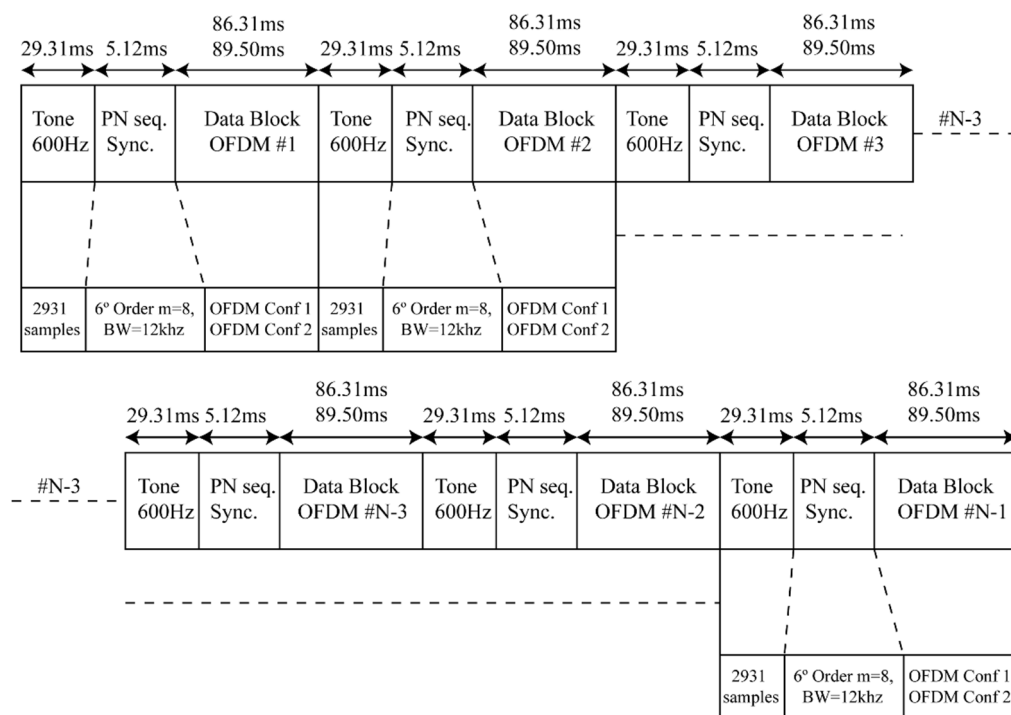 86.31ms 86.31ms 86.31ms
29.31ms 5.12ms 89.50ms 29.31ms 5.12ms 89.50ms 29.31ms 5.12ms 89.50ms
Tone PN seq. Data Block Tone PN seq. Data Block Tone PN seq. Data Block #N-3
600Hz Sync. OFDM #1 600Hz Sync. OFDM #2 600Hz Sync. OFDM #3
2931 6º Order m=8, OFDM Conf 1 2931 6º Order m=8, OFDM Conf 1
samples BW=12khz OFDM Conf 2 samples BW=12khz OFDM Conf 2
86.31ms 86.31ms 86.31ms
29.31ms 5.12ms 89.50ms 29.31ms 5.12ms 89.50ms 29.31ms 5.12ms 89.50ms
#N-3 Tone PN seq. Data Block Tone PN seq. Data Block Tone PN seq. Data Block
600Hz Sync. OFDM #N-3 600Hz Sync. OFDM #N-2 600Hz Sync. OFDM #N-1
2931 6º Order m=8, OFDM Conf 1
samples BW=12khz OFDM Conf 2